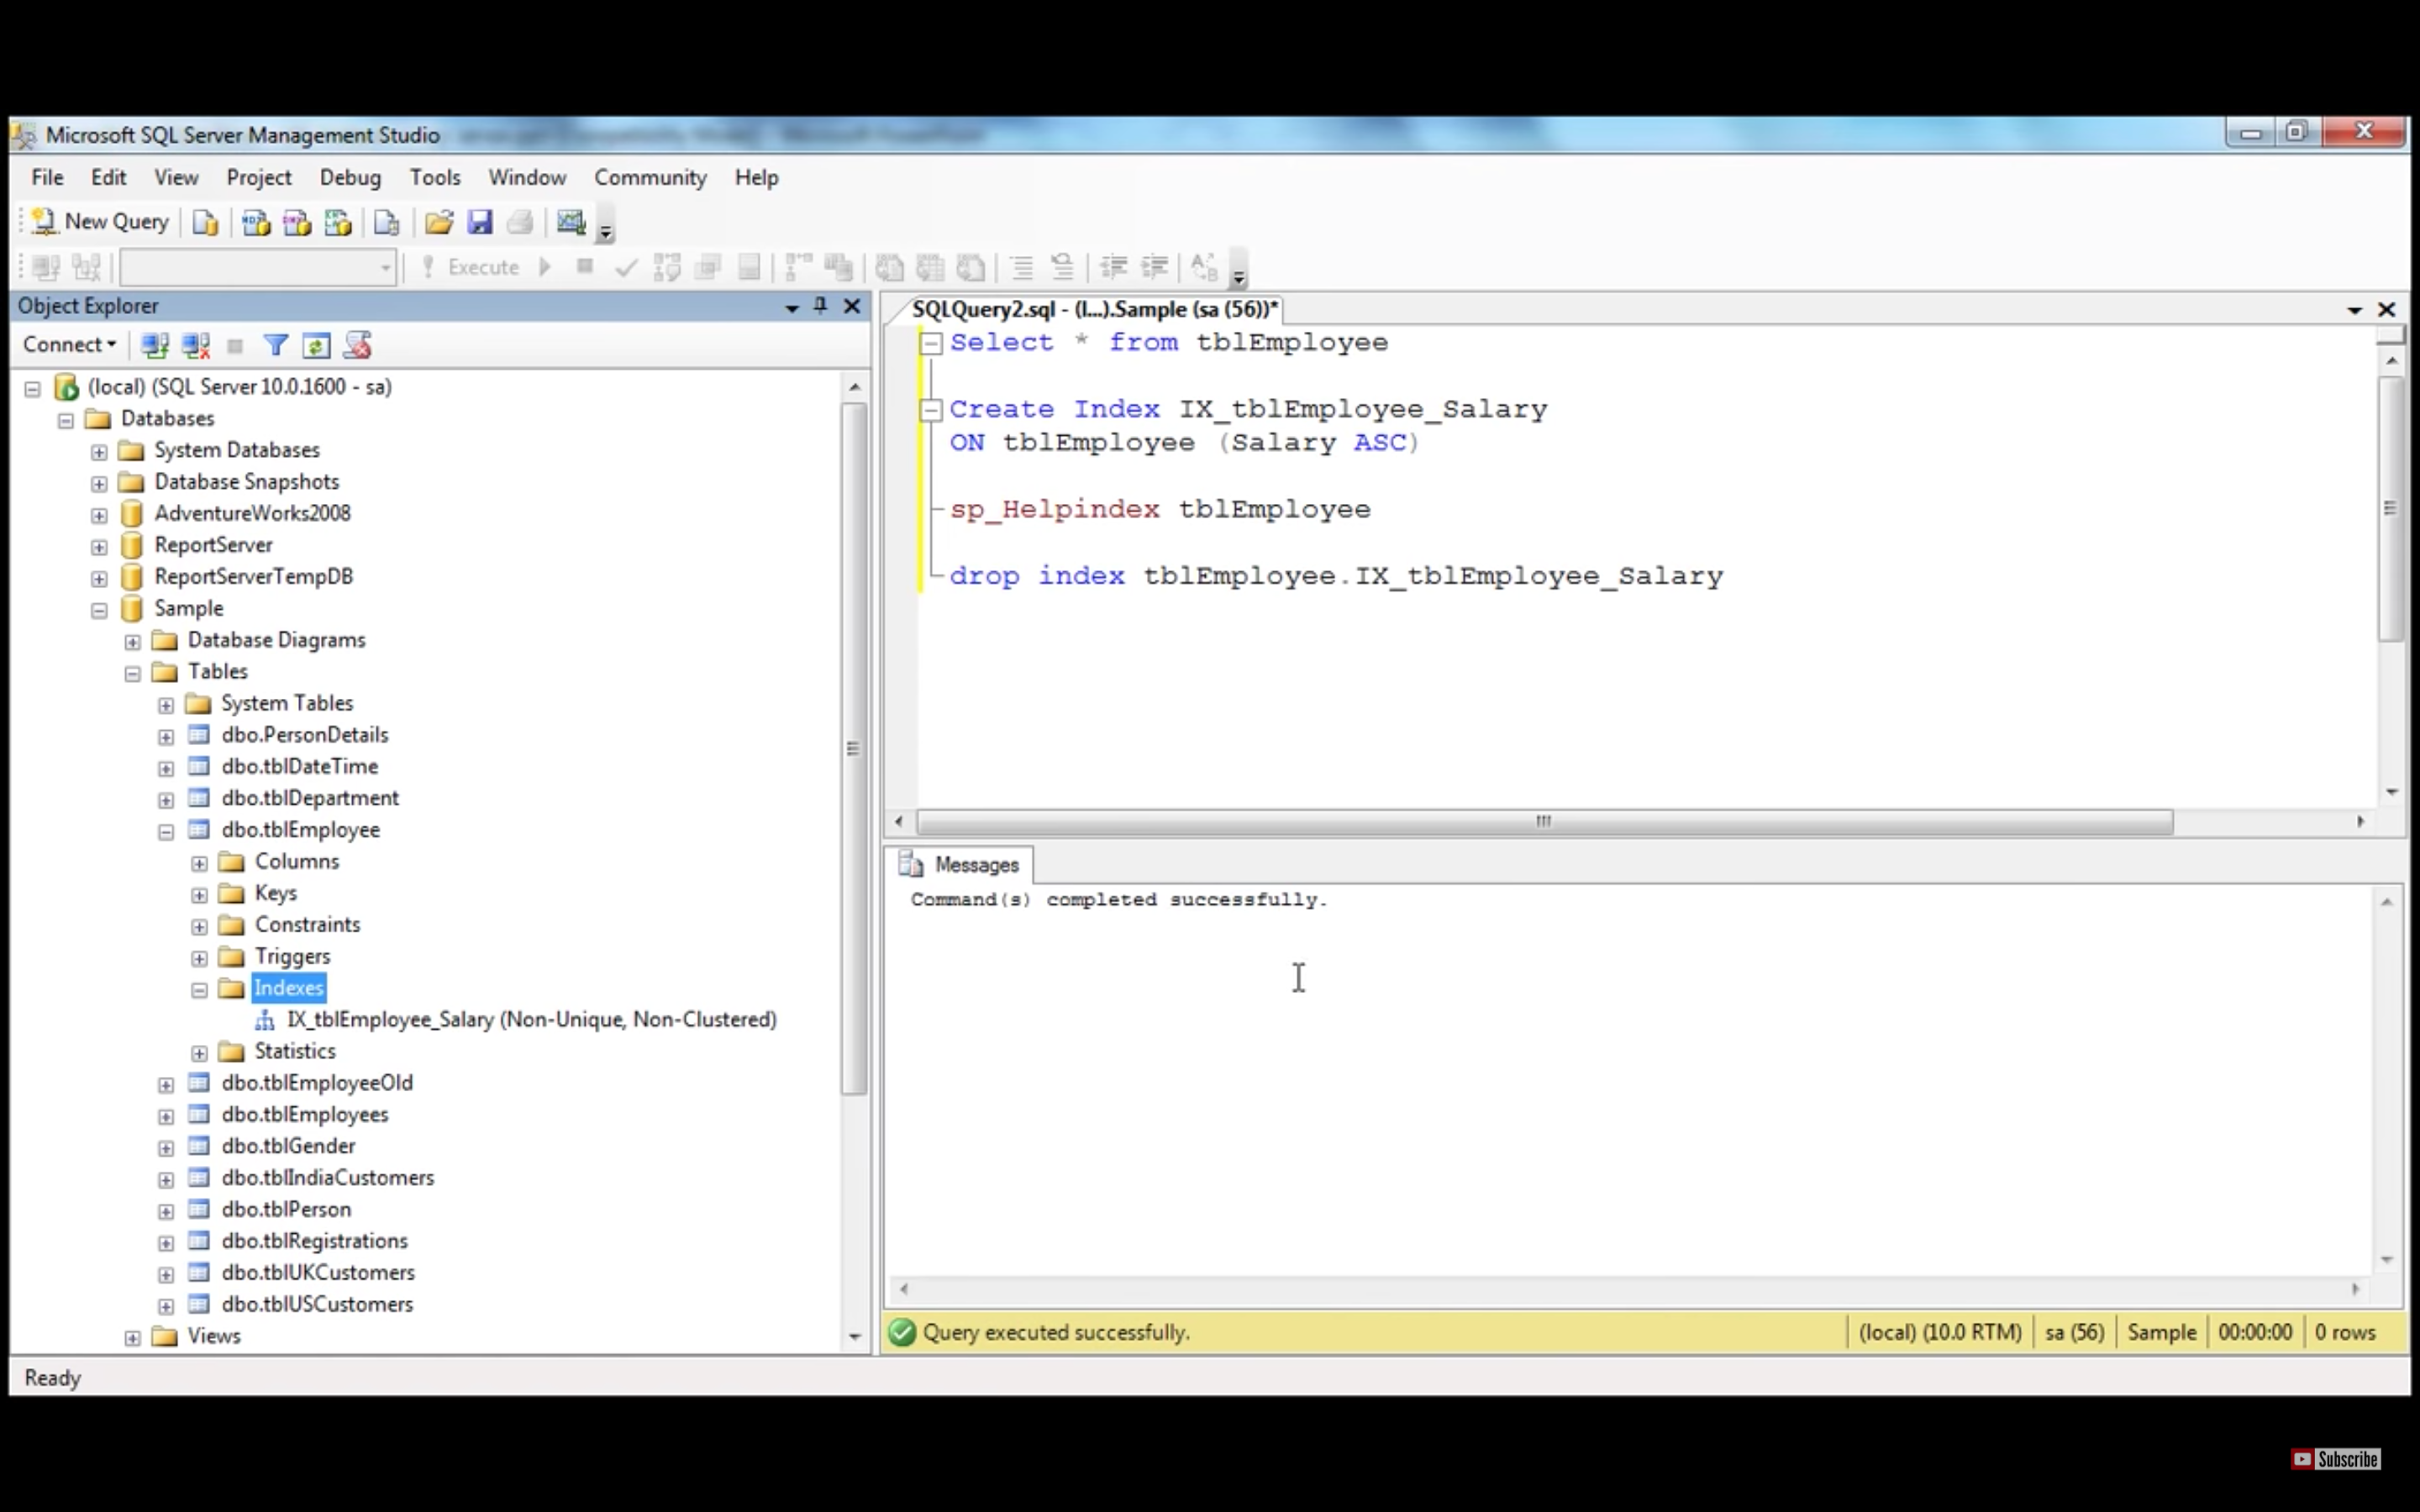 Microsoft SQL Server Management Studio
File Edit View Project Debug Tools Window Community Help
New Query
Execute
Object Explorer
Connect
(local) (SQL Server 10.0.1600 - sa)
Databases
System Databases
Database Snapshots
AdventureWorks2008
ReportServer
ReportServerTempDB
Sample
Database Diagrams
Tables
System Tables
dbo.PersonDetails
dbo.tblDateTime
dbo.tblDepartment
dbo.tblEmployee
Columns
Keys
Constraints
Triggers
Indexes
IX_tblEmployee_Salary (Non-Unique, Non-Clustered)
Statistics
dbo.tblEmployeeOld
dbo.tblEmployees
dbo.tblGender
dbo.tblIndiaCustomers
dbo.tblPerson
dbo.tblRegistrations
dbo.tblUKCustomers
dbo.tblUSCustomers
Views
SQLQuery2.sql - (l...).Sample (sa (56))*
Select * from tblEmployee
Create Index IX_tblEmployee_Salary
ON tblEmployee (Salary ASC)
sp_Helpindex tblEmployee
drop index tblEmployee.IX_tblEmployee_Salary
Messages
Command(s) completed successfully.
Query executed successfully. (local) (10.0 RTM) sa (56) Sample 00:00:00 0 rows
Ready
Subscribe